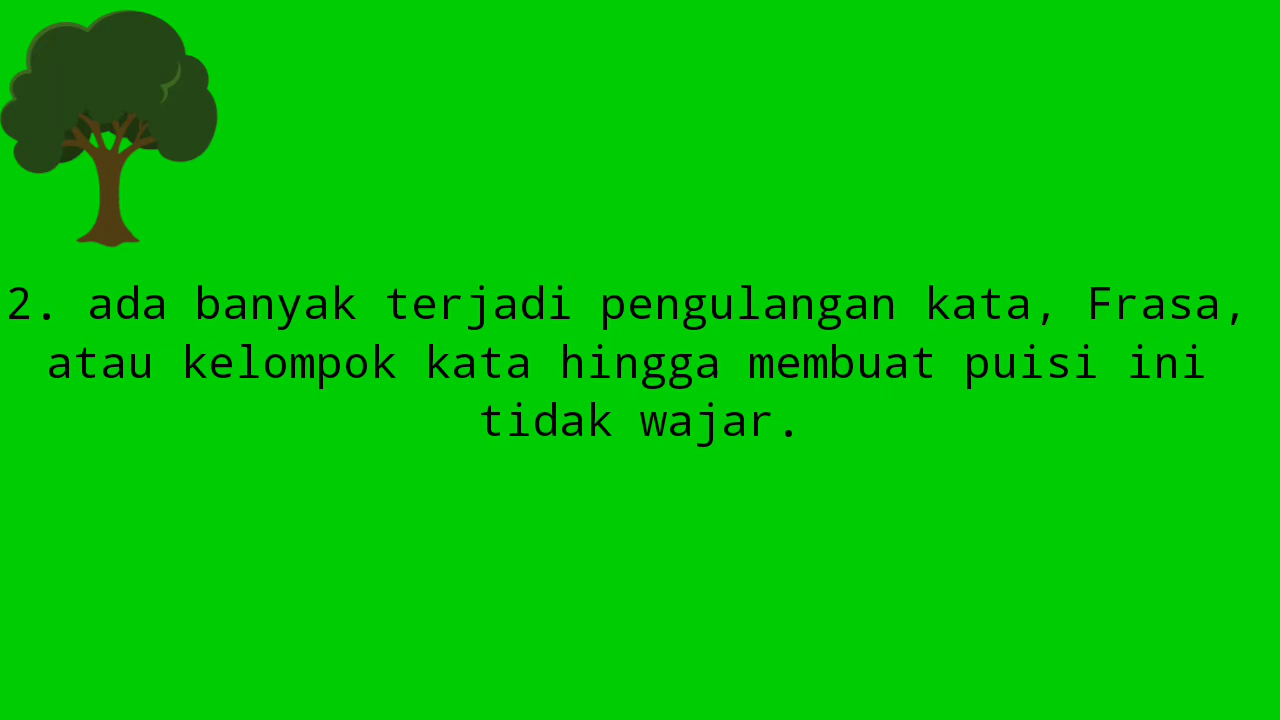 2. ada banyak terjadi pengulangan kata, Frasa,
atau kelompok kata hingga membuat puisi ini
tidak wajar.